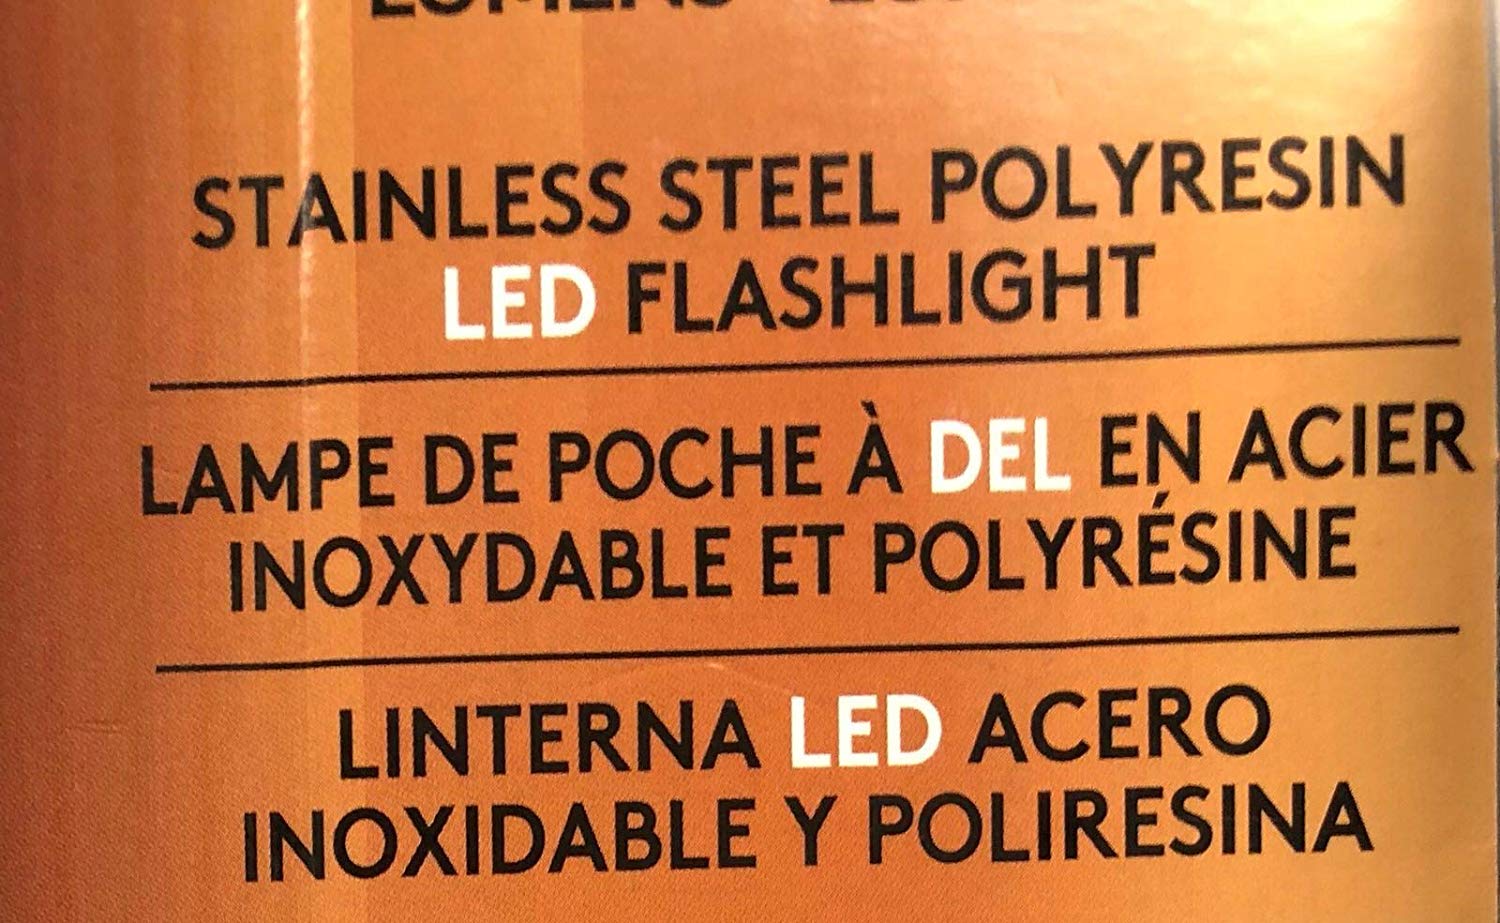 STAINLESS STEEL POLYRESIN
LED FLASHLIGHT
LAMPE DE POCHE À DEL EN ACIER
INOXYDABLE ET POLYRÉSINE
LINTERNA LED ACERO
INOXIDABLE Y POLIRESINA